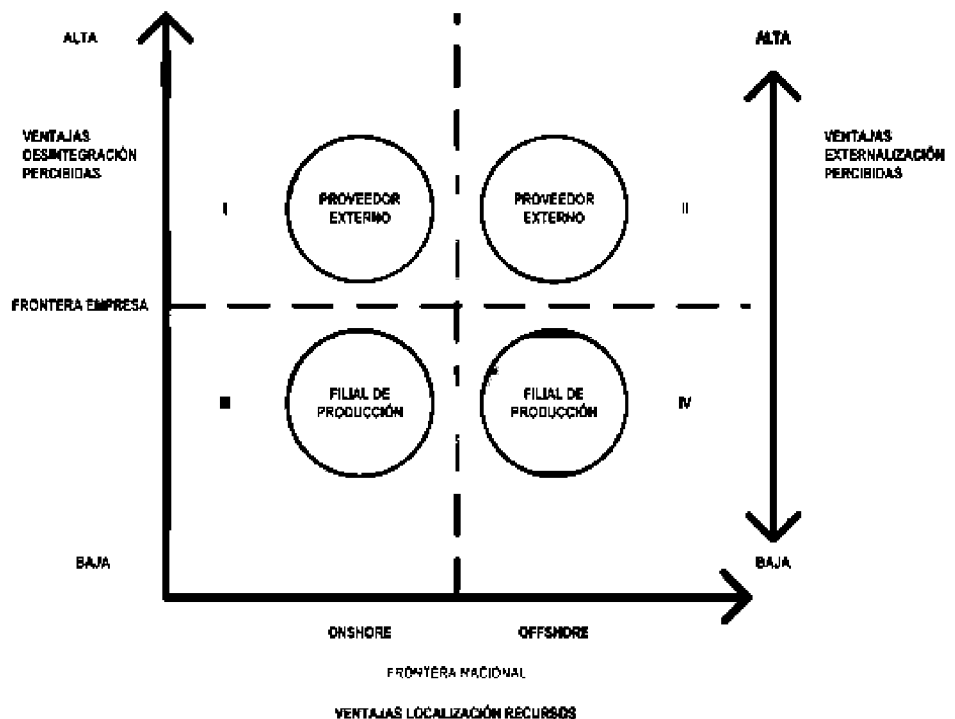 ALTA
ALTA
VENTAJAS
DESINTEGRACIÓN
PERCIBIDAS
VENTAJAS
EXTERNALIZACIÓN
PERCIBIDAS
I
PROVEEDOR
EXTERNO
PROVEEDOR
EXTERNO
II
FRONTERA EMPRESA
III
FILIAL DE
PRODUCCIÓN
FILIAL DE
PRODUCCIÓN
IV
BAJA
BAJA
ONSHORE
OFFSHORE
FRONTERA NACIONAL
VENTAJAS LOCALIZACIÓN RECURSOS